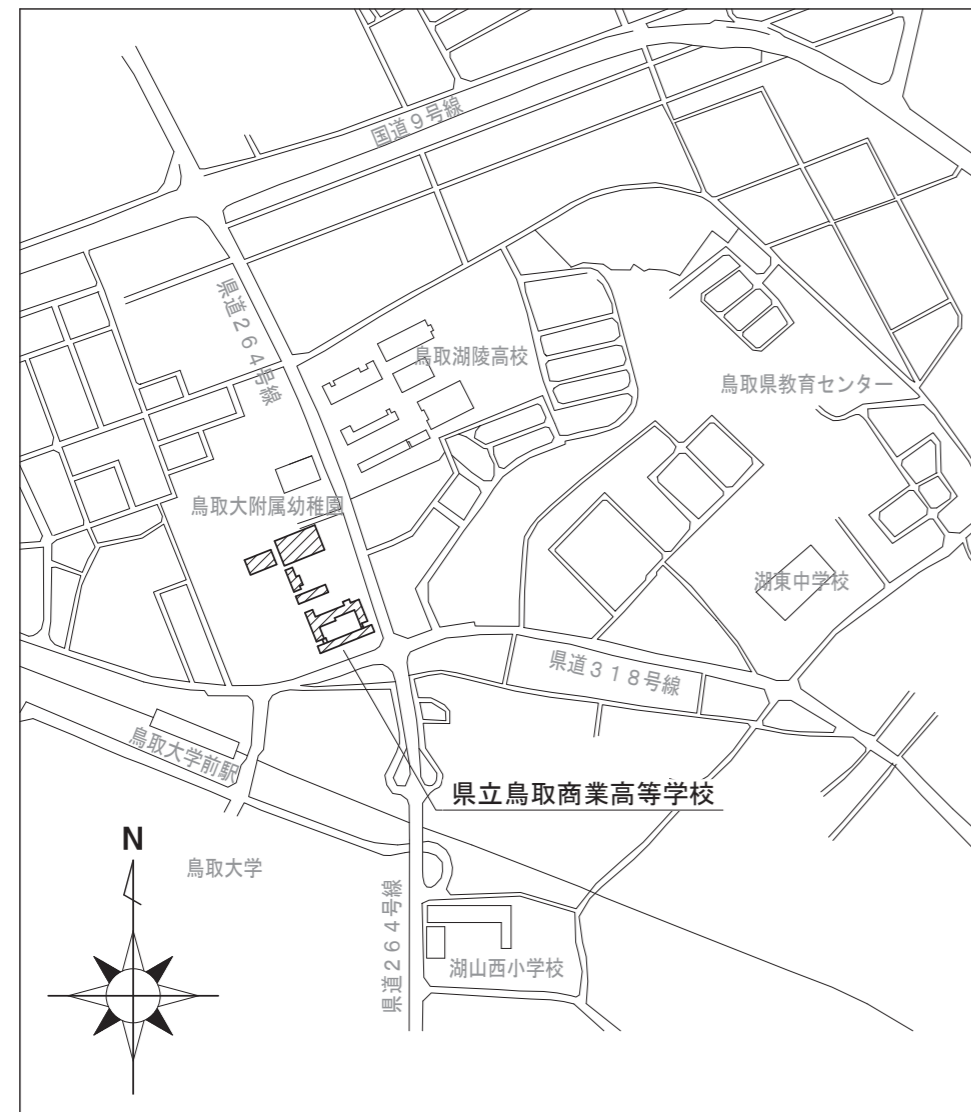 国道９号線
県道２６４号線
鳥取湖陵高校
鳥取県教育センター
鳥取大附属幼稚園
湖東中学校
県道３１８号線
鳥取大学前駅
県立鳥取商業高等学校
N
鳥取大学
県道２６４号線
湖山西小学校